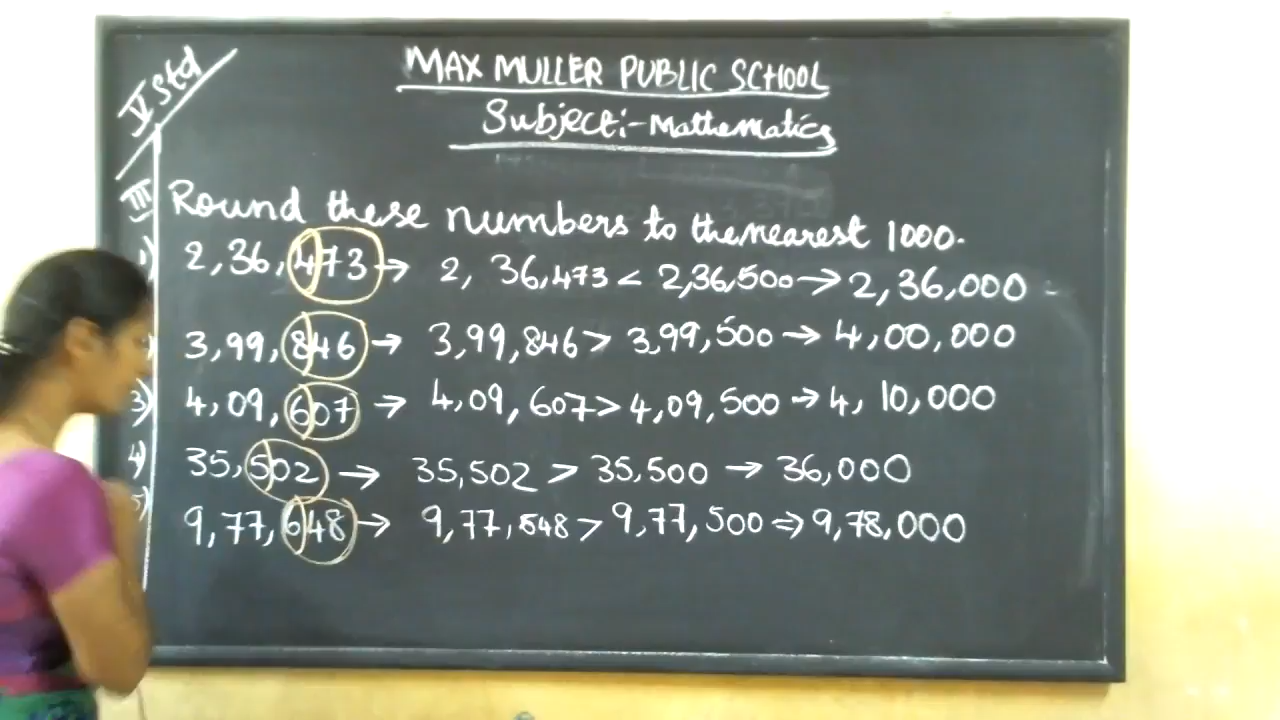 V Std
MAX MULLER PUBLIC SCHOOL
Subject:- Mathematics
III Round these numbers to the nearest 1000.
2,36,473 → 2, 36,473 < 2,36,500 → 2,36,000
3,99,846 → 3,99,846 > 3,99,500 → 4,00,000
3) 4,09,607 → 4,09,607 > 4,09,500 → 4, 10,000
4) 35,502 → 35,502 > 35,500 → 36,000
5) 9,77,648 → 9,77,648 > 9,77,500 ⇒ 9,78,000